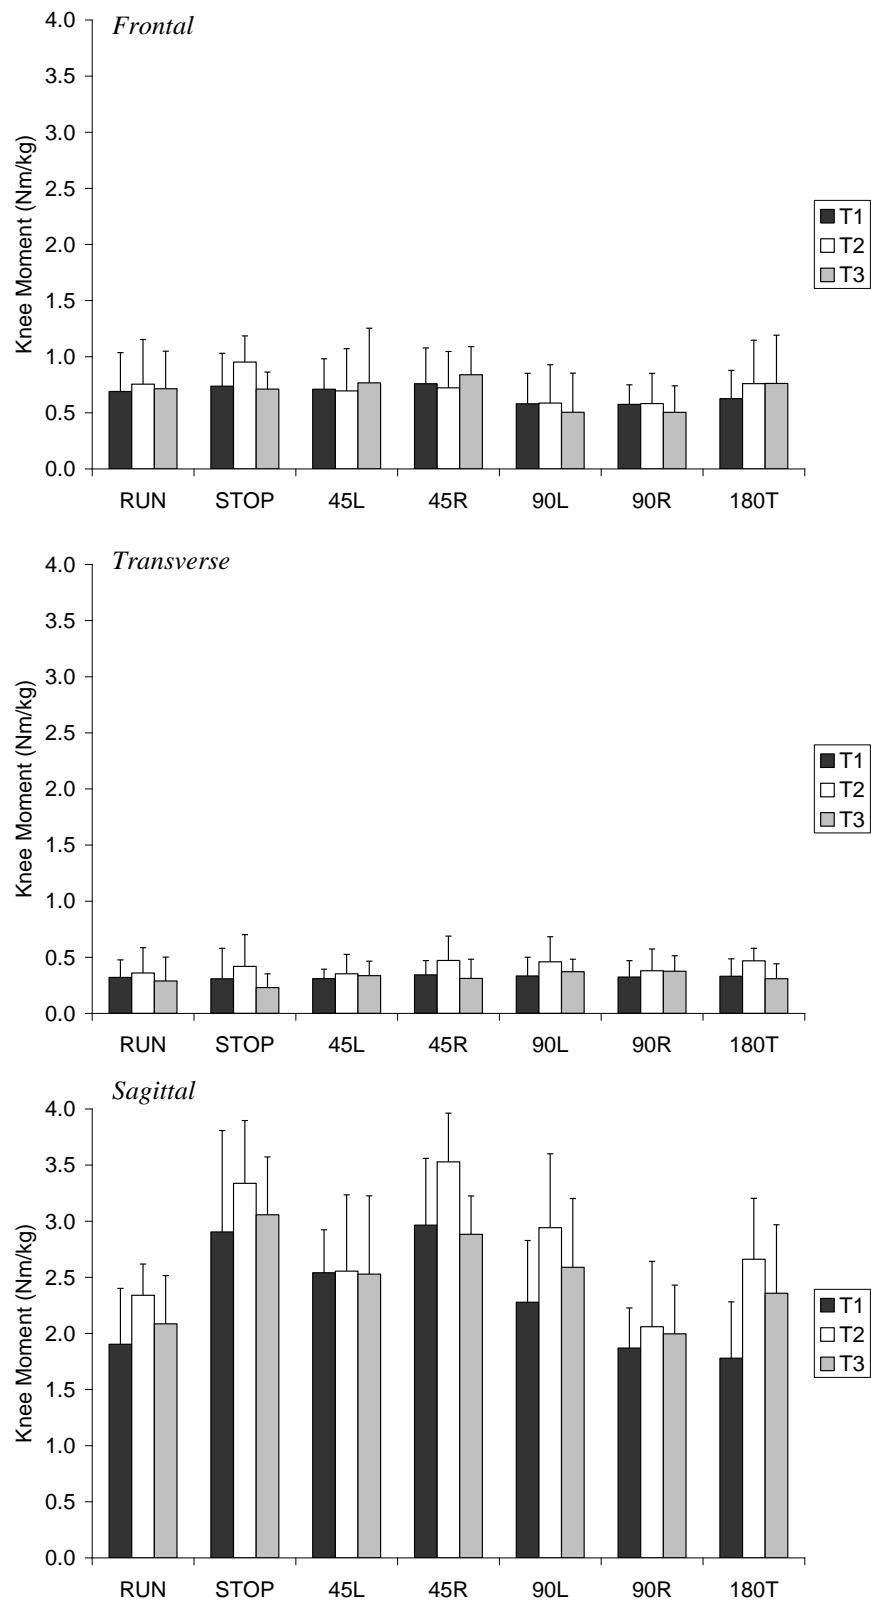 Frontal
Knee Moment (Nm/kg)
4.0
3.5
3.0
2.5
2.0
1.5
1.0
0.5
0.0
RUN STOP 45L 45R 90L 90R 180T
T1
T2
T3
Transverse
Knee Moment (Nm/kg)
4.0
3.5
3.0
2.5
2.0
1.5
1.0
0.5
0.0
RUN STOP 45L 45R 90L 90R 180T
T1
T2
T3
Sagittal
Knee Moment (Nm/kg)
4.0
3.5
3.0
2.5
2.0
1.5
1.0
0.5
0.0
RUN STOP 45L 45R 90L 90R 180T
T1
T2
T3